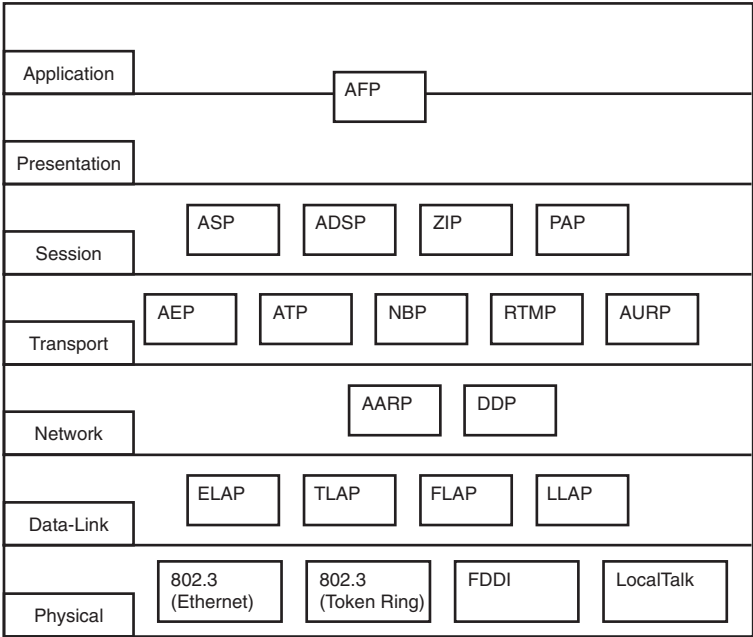 Application
AFP
Presentation
ASP
ADSP
ZIP
PAP
Session
AEP
ATP
NBP
RTMP
AURP
Transport
AARP
DDP
Network
ELAP
TLAP
FLAP
LLAP
Data-Link
802.3
(Ethernet)
802.3
(Token Ring)
FDDI
LocalTalk
Physical